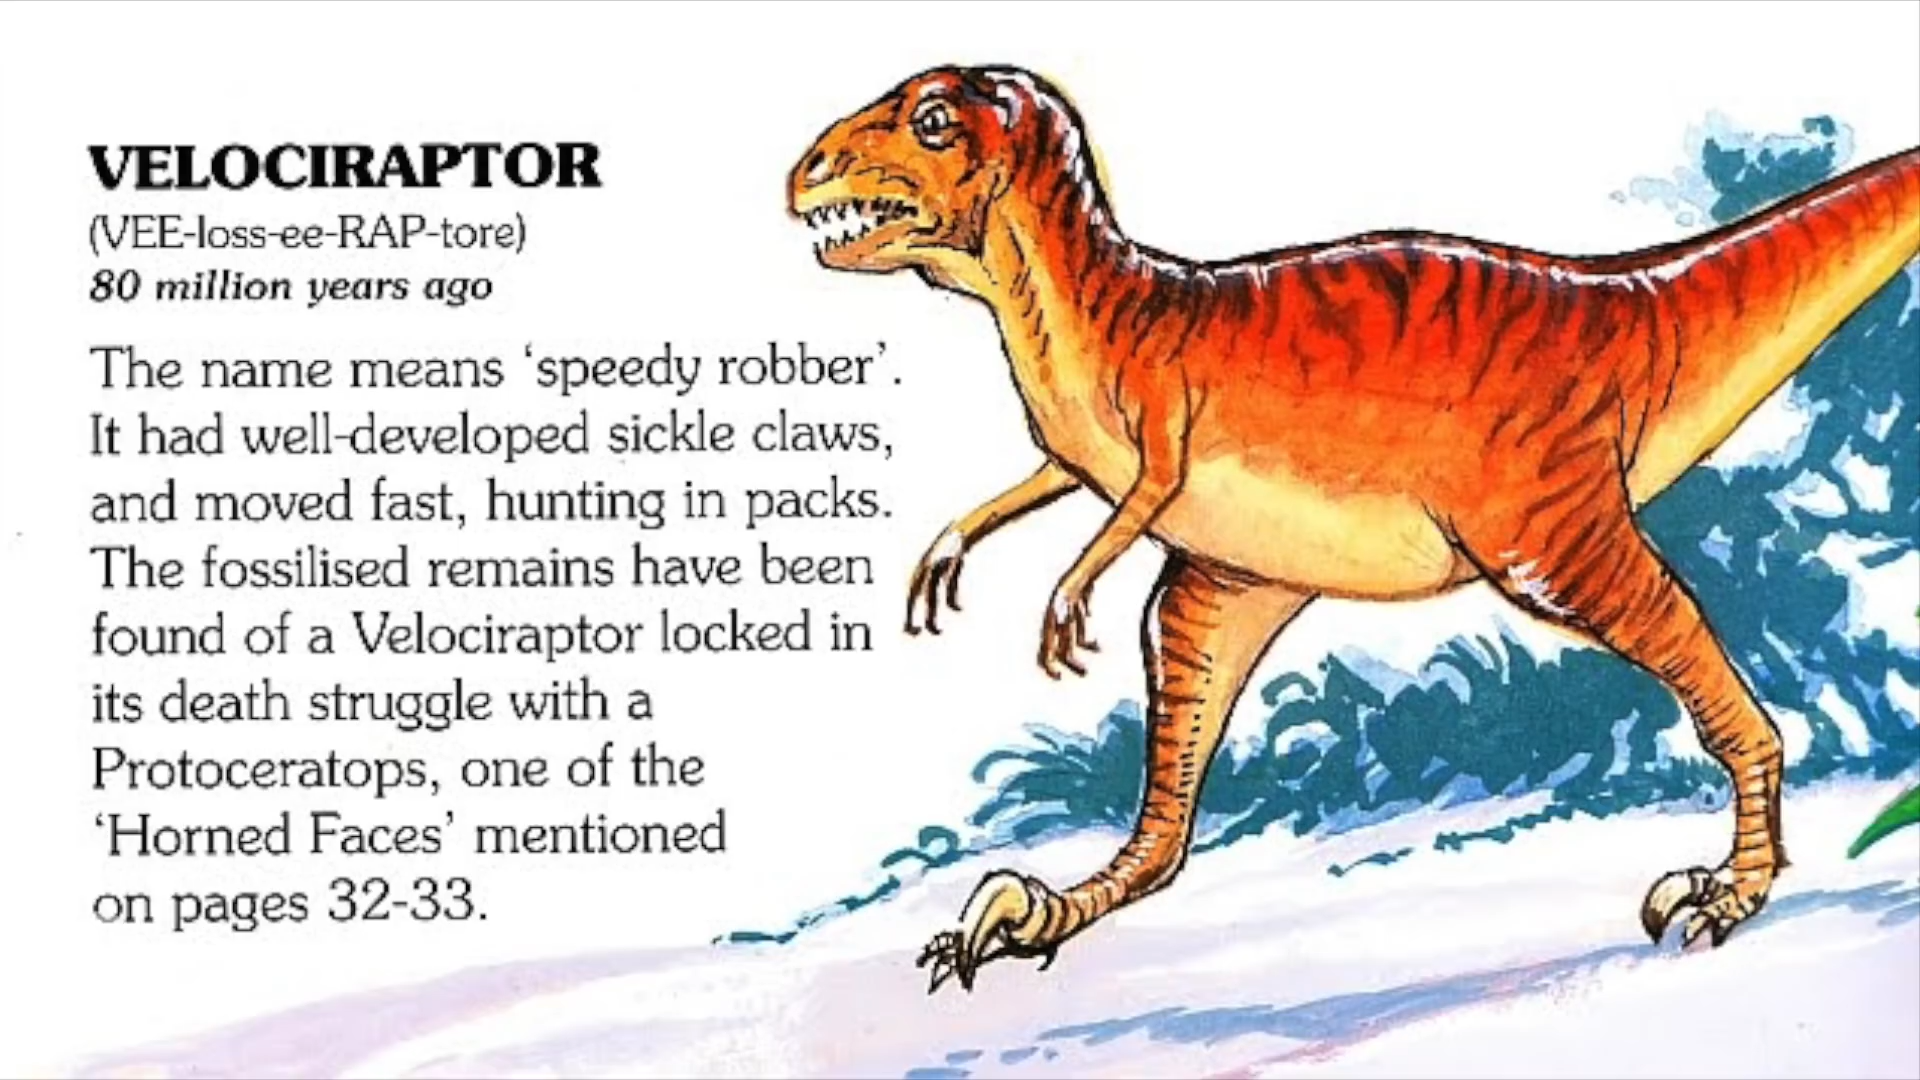 VELOCIRAPTOR
(VEE-loss-ee-RAP-tore)
80 million years ago
The name means ‘speedy robber’.
It had well-developed sickle claws,
and moved fast, hunting in packs.
The fossilised remains have been
found of a Velociraptor locked in
its death struggle with a
Protoceratops, one of the
‘Horned Faces’ mentioned
on pages 32-33.